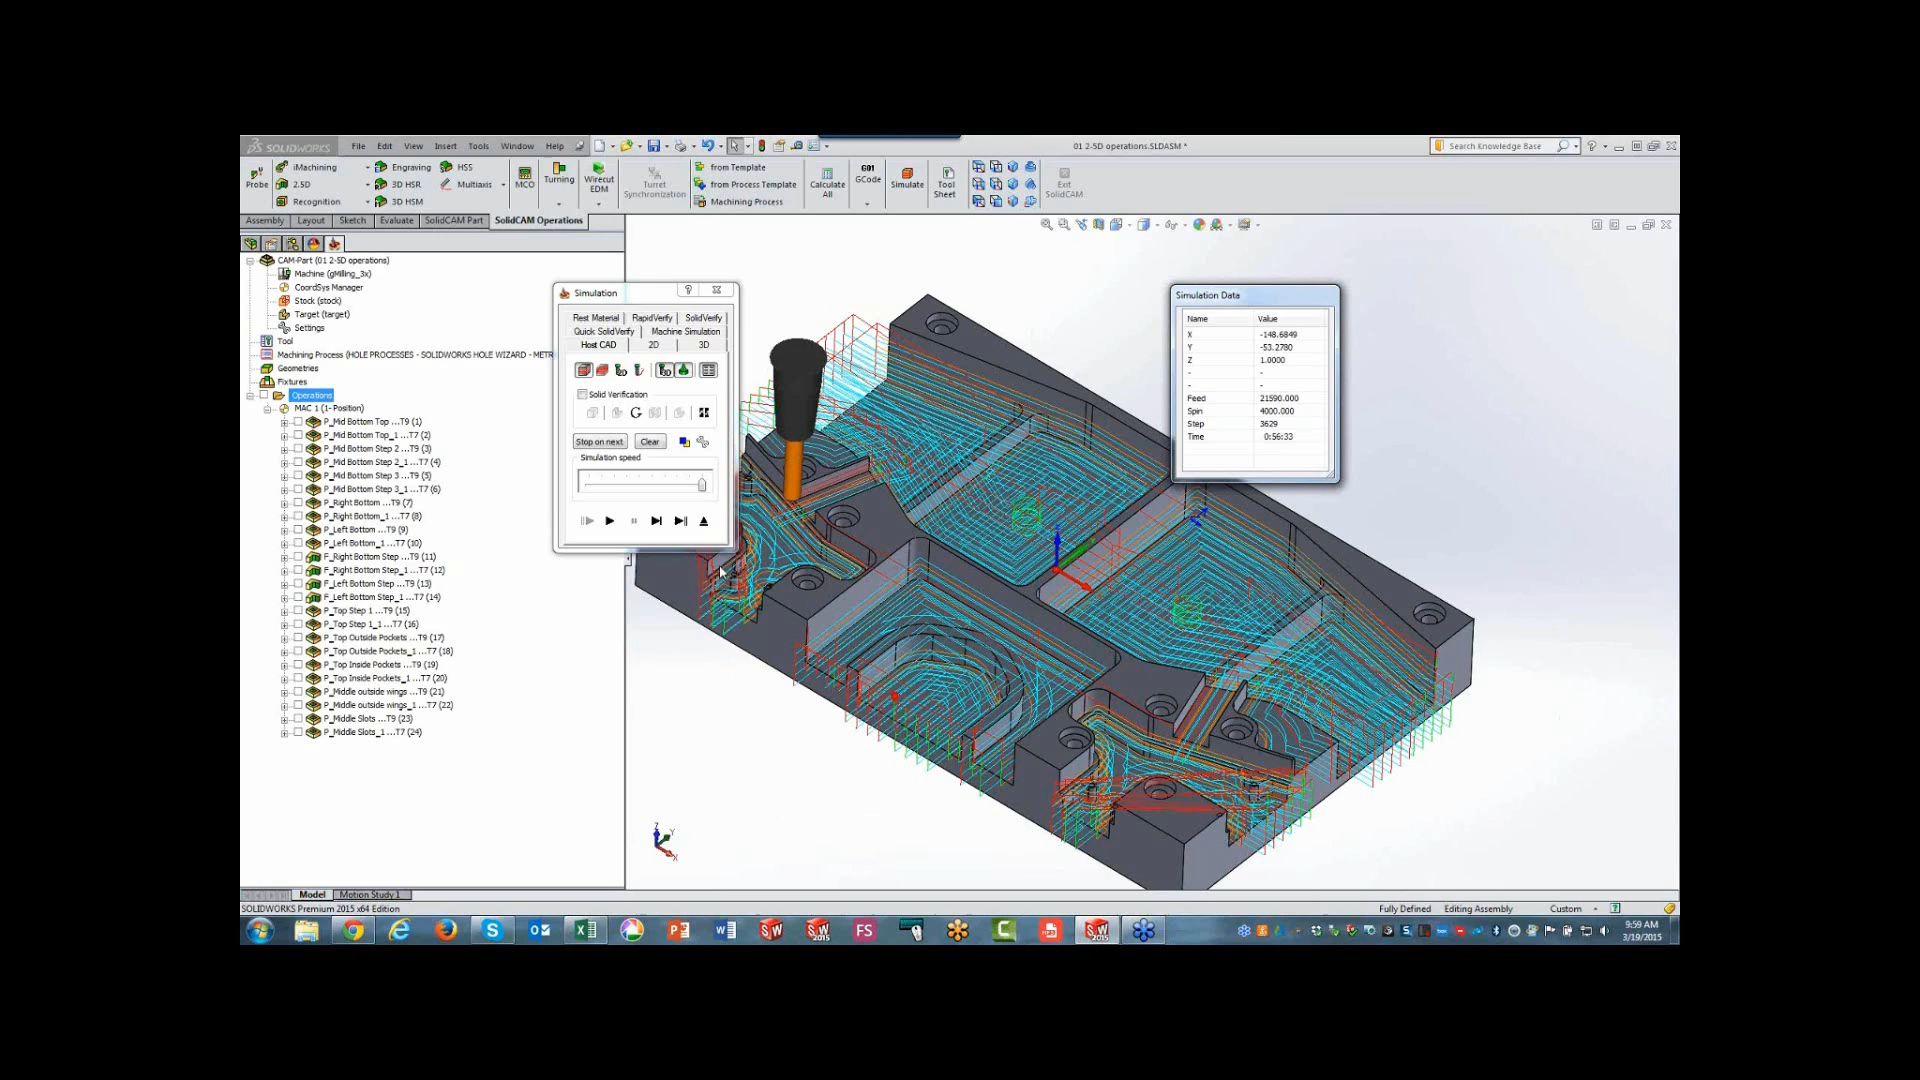 SOLIDWORKS File Edit View Insert Tools Window Help 01 2-5D operations.SLDASM * Search Knowledge Base
Probe iMachining Engraving HSS MCO Turning Wirecut EDM Turret Synchronization from Template Calculate All G01 GCode Simulate Tool Sheet Exit SolidCAM
2.5D 3D HSR Multiaxis from Process Template
Recognition 3D HSM Machining Process
Assembly Layout Sketch Evaluate SolidCAM Part SolidCAM Operations
CAM-Part (01 2-5D operations)
Machine (gMilling_3x)
CoordSys Manager
Stock (stock)
Target (target)
Settings
Tool
Machining Process (HOLE PROCESSES - SOLIDWORKS HOLE WIZARD - METR
Geometries
Fixtures
Operations
MAC 1 (1- Position)
P_Mid Bottom Top ...T9 (1)
P_Mid Bottom Top_1 ...T7 (2)
P_Mid Bottom Step 2 ...T9 (3)
P_Mid Bottom Step 2_1 ...T7 (4)
P_Mid Bottom Step 3 ...T9 (5)
P_Mid Bottom Step 3_1 ...T7 (6)
P_Right Bottom ...T9 (7)
P_Right Bottom_1 ...T7 (8)
P_Left Bottom ...T9 (9)
P_Left Bottom_1 ...T7 (10)
F_Right Bottom Step ...T9 (11)
F_Right Bottom Step_1 ...T7 (12)
F_Left Bottom Step ...T9 (13)
F_Left Bottom Step_1 ...T7 (14)
P_Top Step 1 ...T9 (15)
P_Top Step 1_1 ...T7 (16)
P_Top Outside Pockets ...T9 (17)
P_Top Outside Pockets_1 ...T7 (18)
P_Top Inside Pockets ...T9 (19)
P_Top Inside Pockets_1 ...T7 (20)
P_Middle outside wings ...T9 (21)
P_Middle outside wings_1 ...T7 (22)
P_Middle Slots ...T9 (23)
P_Middle Slots_1 ...T7 (24)
Simulation
Rest Material RapidVerify SolidVerify
Quick SolidVerify Machine Simulation
Host CAD 2D 3D
Solid Verification
Stop on next Clear
Simulation speed
Simulation Data
Name Value
X -148.6849
Y -53.2780
Z 1.0000
- -
- -
Feed 21590.000
Spin 4000.000
Step 3629
Time 0:56:33
Z Y X
Model Motion Study 1
SOLIDWORKS Premium 2015 x64 Edition Fully Defined Editing Assembly Custom
FS
9:59 AM
3/19/2015